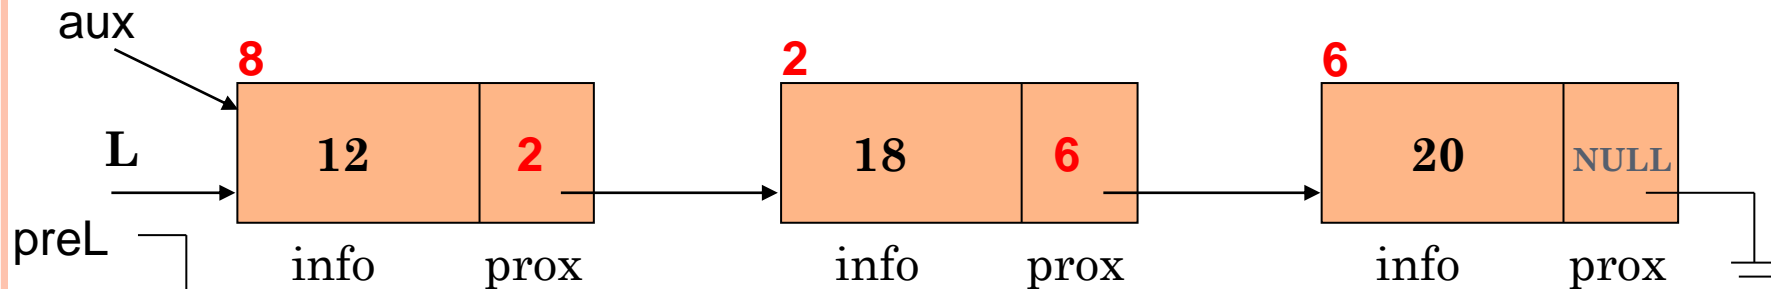 aux
8 2 6
L 12 2 18 6 20 NULL
preL
info prox info prox info prox